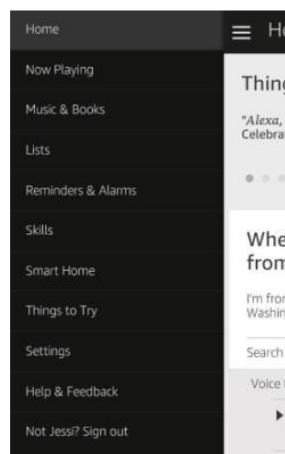 Home
Now Playing
Music & Books
Lists
Reminders & Alarms
Skills
Smart Home
Things to Try
Settings
Help & Feedback
Not Jessi? Sign out
Thing
"Alexa,
Celebra
Whe
from
I'm from
Washin
Search
Voice